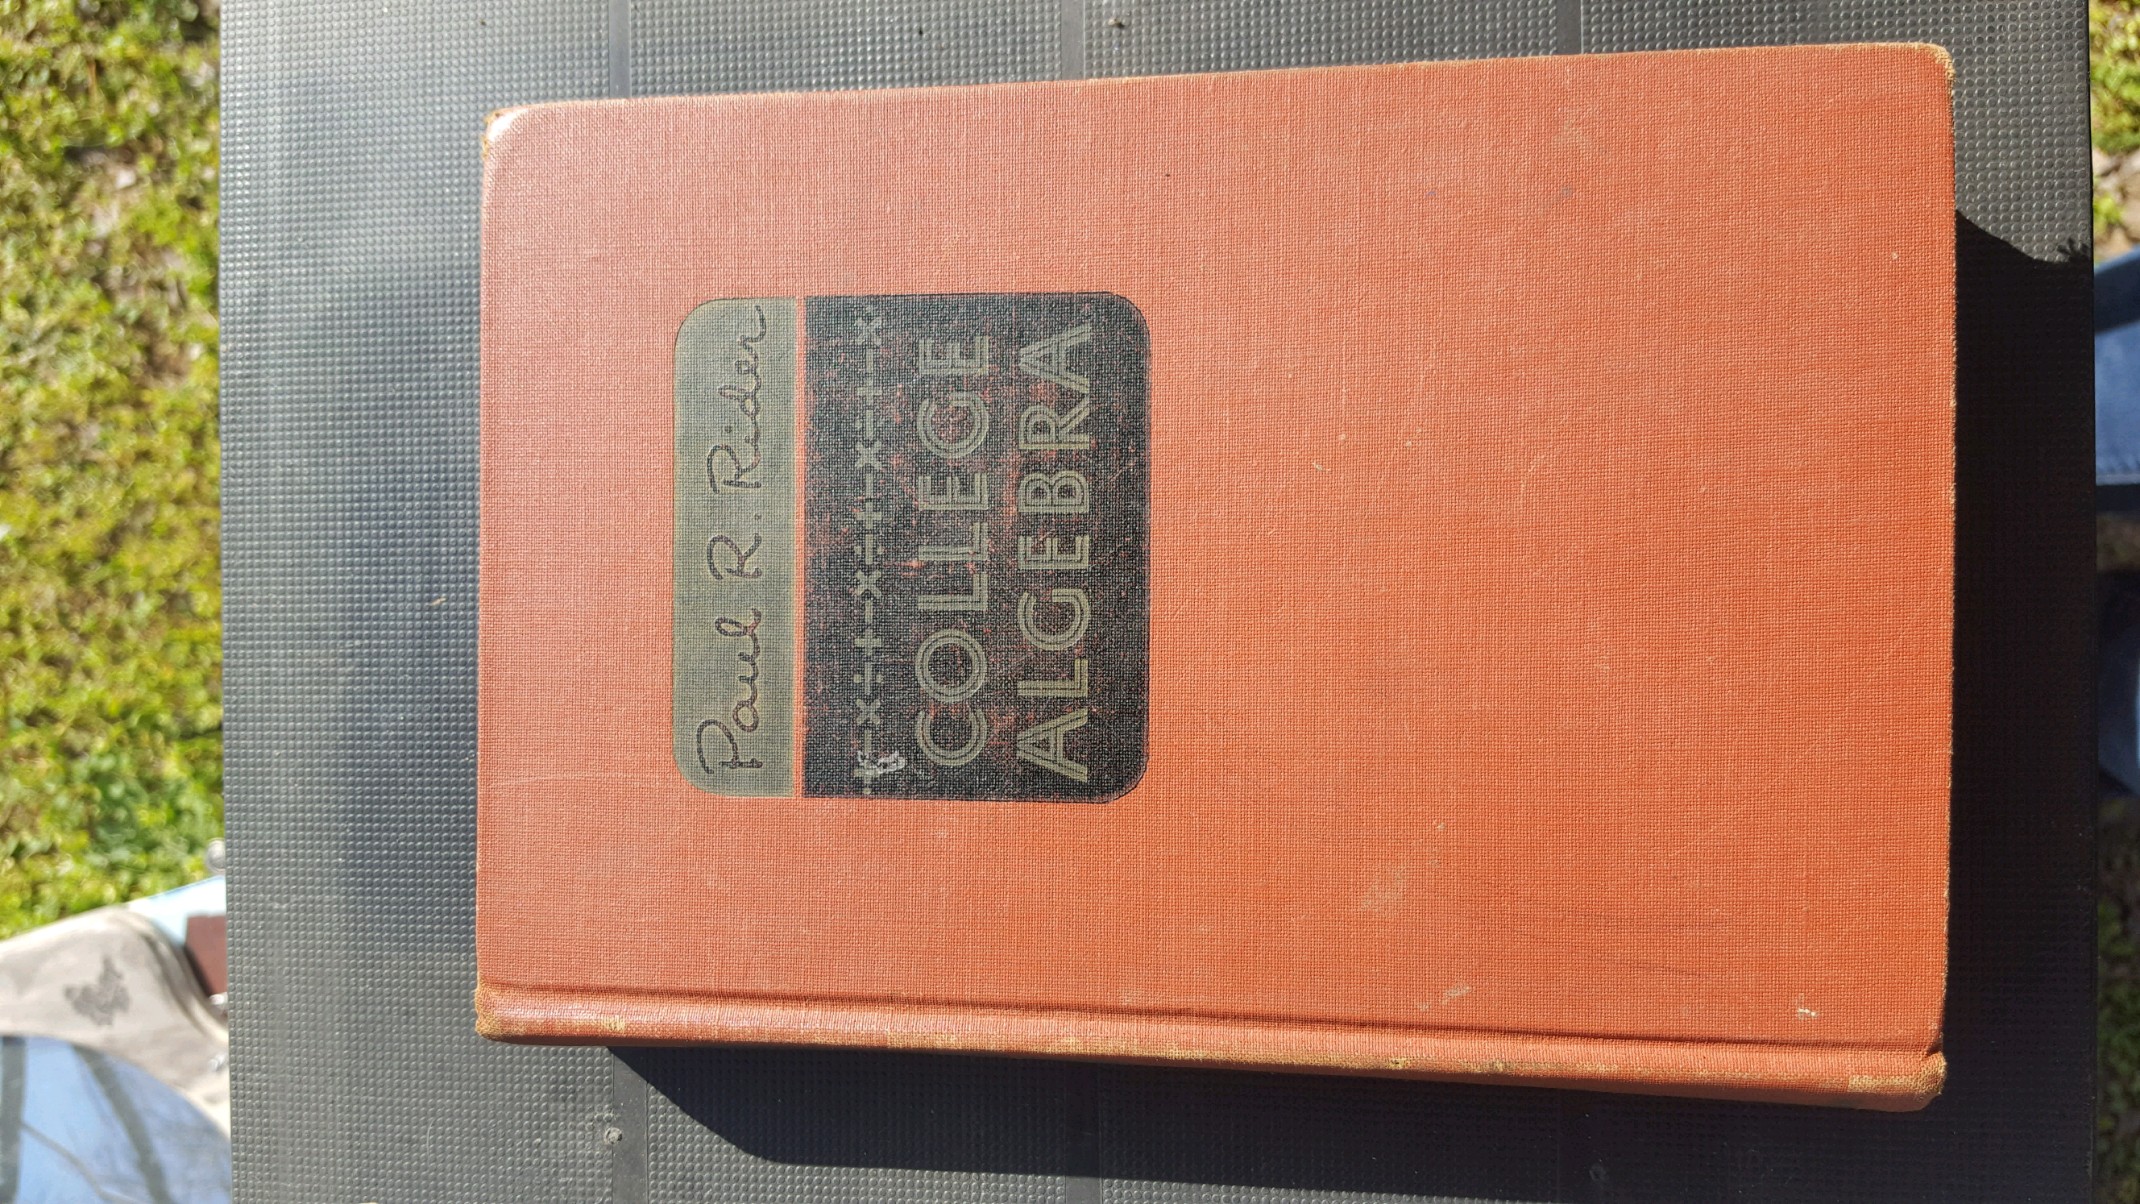 Paul R. Rider
COLLEGE
ALGEBRA